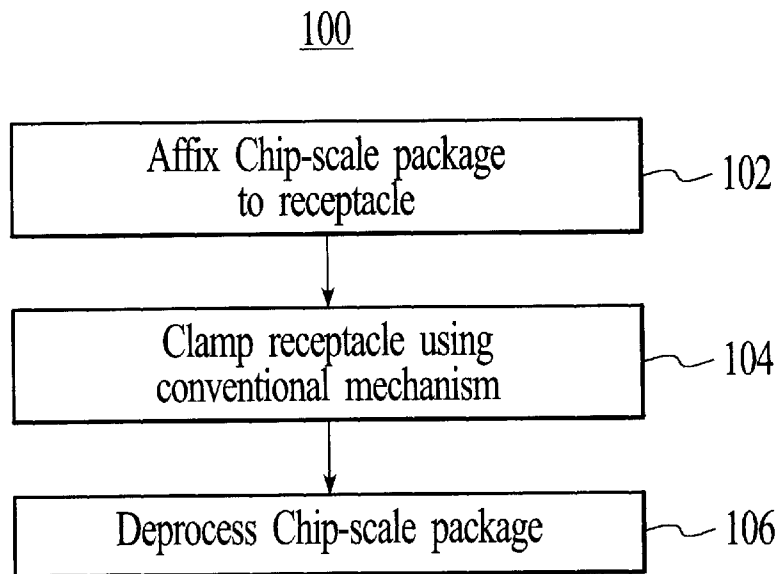 100
Affix Chip-scale package
to receptacle
102
Clamp receptacle using
conventional mechanism
104
Deprocess Chip-scale package
106